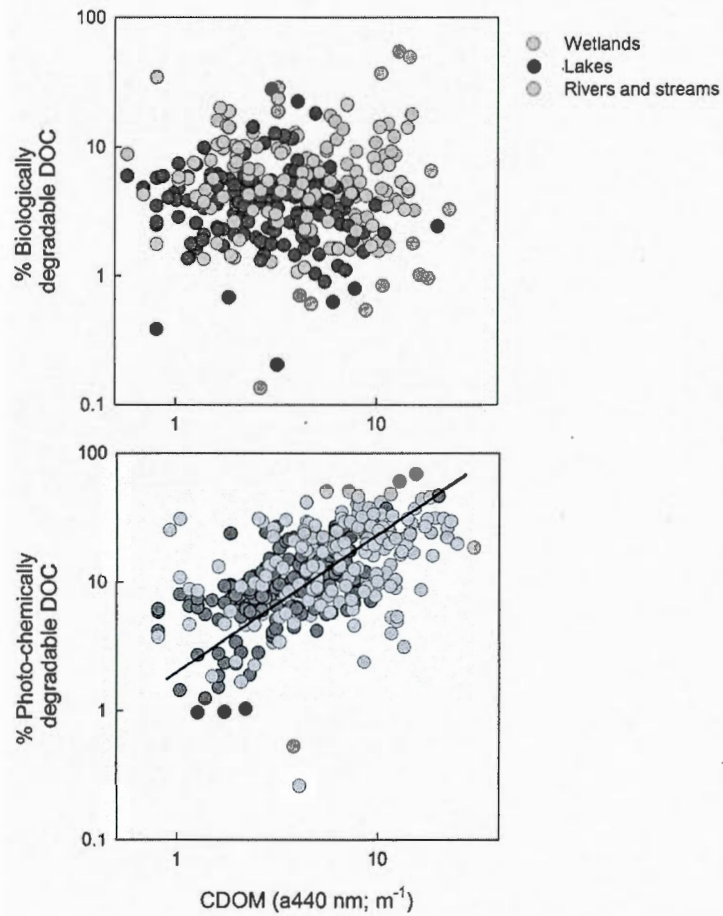 100
10
1
0.1
1
10
% Biologically
degradable DOC
Wetlands
Lakes
Rivers and streams
100
10
1
0.1
1
10
% Photo-chemically
degradable DOC
CDOM (a440 nm; m⁻¹)